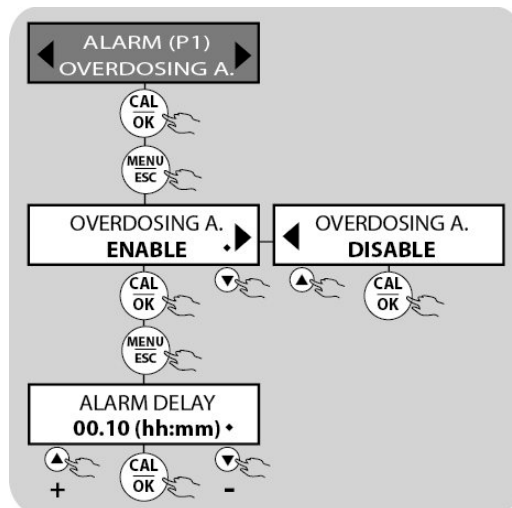 ALARM (P1)
OVERDOSING A.
CAL
OK
MENU
ESC
OVERDOSING A.
ENABLE
OVERDOSING A.
DISABLE
CAL
OK
CAL
OK
MENU
ESC
ALARM DELAY
00.10 (hh:mm)
CAL
OK
+
-